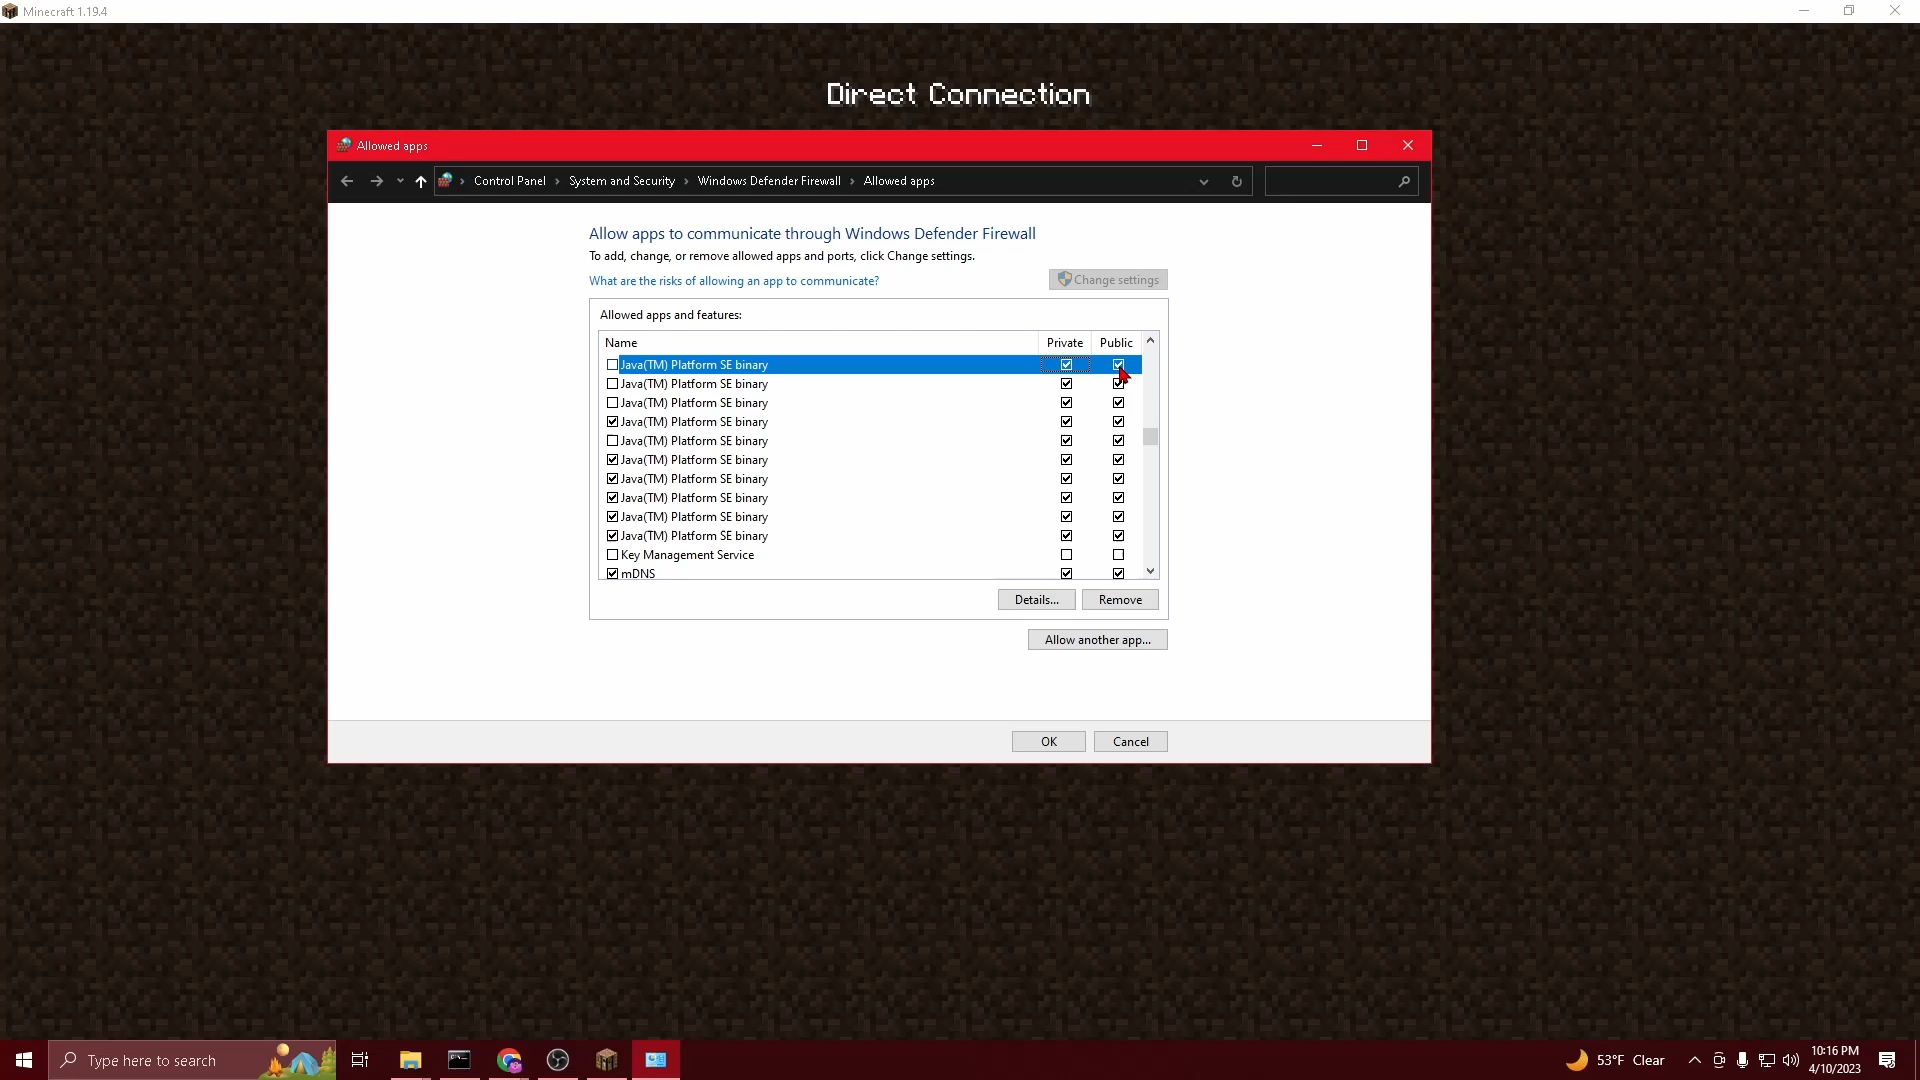 Minecraft 1.19.4
Direct Connection
Allowed apps
Control Panel
System and Security
Windows Defender Firewall
Allowed apps
Allow apps to communicate through Windows Defender Firewall
To add, change, or remove allowed apps and ports, click Change settings.
What are the risks of allowing an app to communicate?
Change settings
Allowed apps and features:
Name Private Public
Java(TM) Platform SE binary
Java(TM) Platform SE binary
Java(TM) Platform SE binary
Java(TM) Platform SE binary
Java(TM) Platform SE binary
Java(TM) Platform SE binary
Java(TM) Platform SE binary
Java(TM) Platform SE binary
Java(TM) Platform SE binary
Java(TM) Platform SE binary
Key Management Service
mDNS
Details... Remove
Allow another app...
OK Cancel
Type here to search
53°F Clear
10:16 PM
4/10/2023